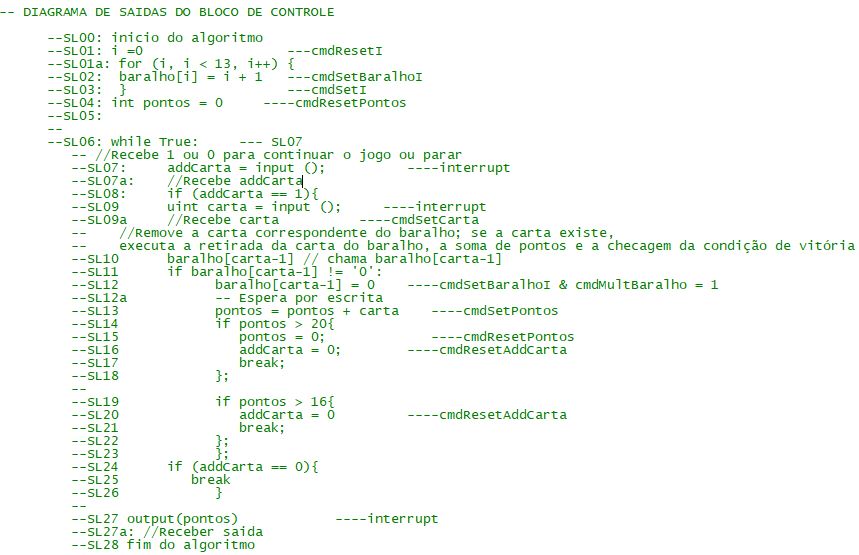 -- DIAGRAMA DE SAIDAS DO BLOCO DE CONTROLE
--SL00: inicio do algoritmo
--SL01: i =0 ---cmdResetI
--SL01a: for (i, i < 13, i++) {
--SL02: baralho[i] = i + 1 ---cmdSetBaralhoI
--SL03: } ---cmdSetI
--SL04: int pontos = 0 ----cmdResetPontos
--SL05:
--
--SL06: while True: --- SL07
-- //Recebe 1 ou 0 para continuar o jogo ou parar
--SL07: addCarta = input (); ----interrupt
--SL07a: //Recebe addCarta
--SL08: if (addCarta == 1){
--SL09 uint carta = input (); ----interrupt
--SL09a //Recebe carta ----cmdSetCarta
-- //Remove a carta correspondente do baralho; se a carta existe,
-- executa a retirada da carta do baralho, a soma de pontos e a checagem da condição de vitória
--SL10 baralho[carta-1] // chama baralho[carta-1]
--SL11 if baralho[carta-1] != '0':
--SL12 baralho[carta-1] = 0 ----cmdSetBaralhoI & cmdMultBaralho = 1
--SL12a -- Espera por escrita
--SL13 pontos = pontos + carta ----cmdSetPontos
--SL14 if pontos > 20{
--SL15 pontos = 0; ----cmdResetPontos
--SL16 addCarta = 0; ----cmdResetAddCarta
--SL17 break;
--SL18 };
--
--SL19 if pontos > 16{
--SL20 addCarta = 0 ----cmdResetAddCarta
--SL21 break;
--SL22 };
--SL23 };
--SL24 if (addCarta == 0){
--SL25 break
--SL26 }
--
--SL27 output(pontos) ----interrupt
--SL27a: //Receber saida
--SL28 fim do algoritmo